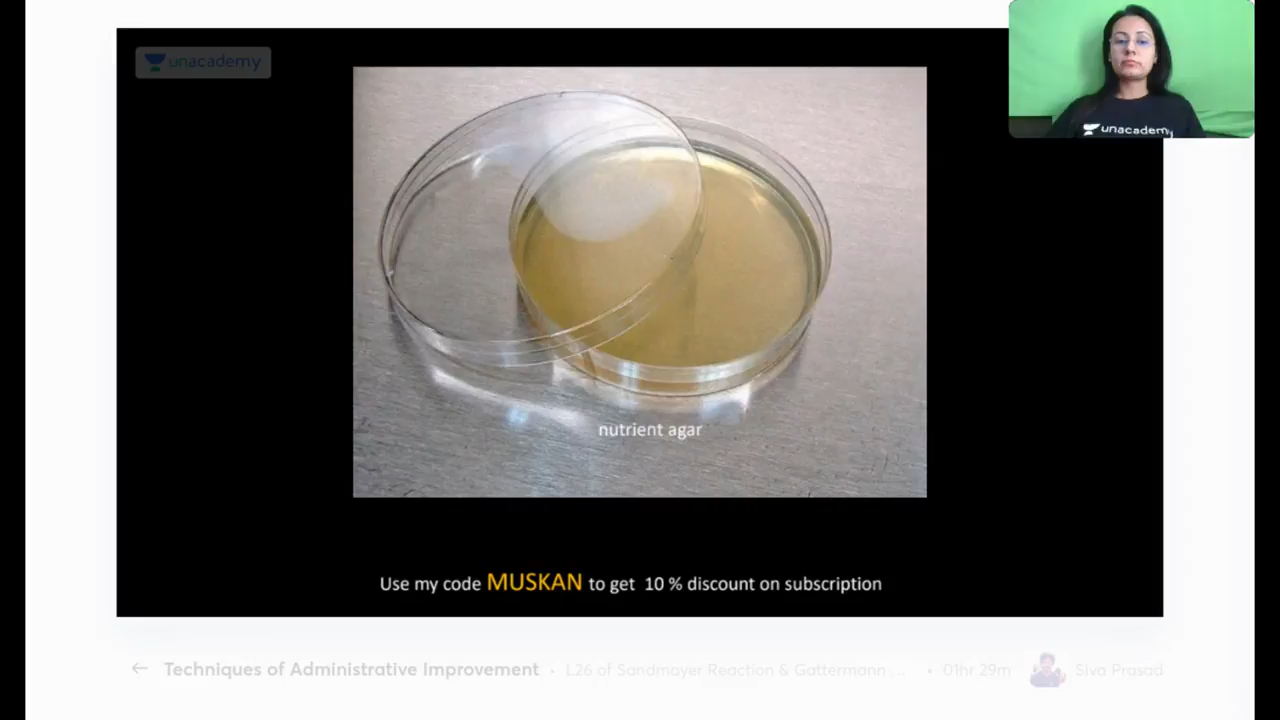 unacademy
unacademy
nutrient agar
Use my code MUSKAN to get 10 % discount on subscription
Techniques of Administrative Improvement • L26 of Sandmayer Reaction & Gattermann ... • 01hr 29m Siva Prasad